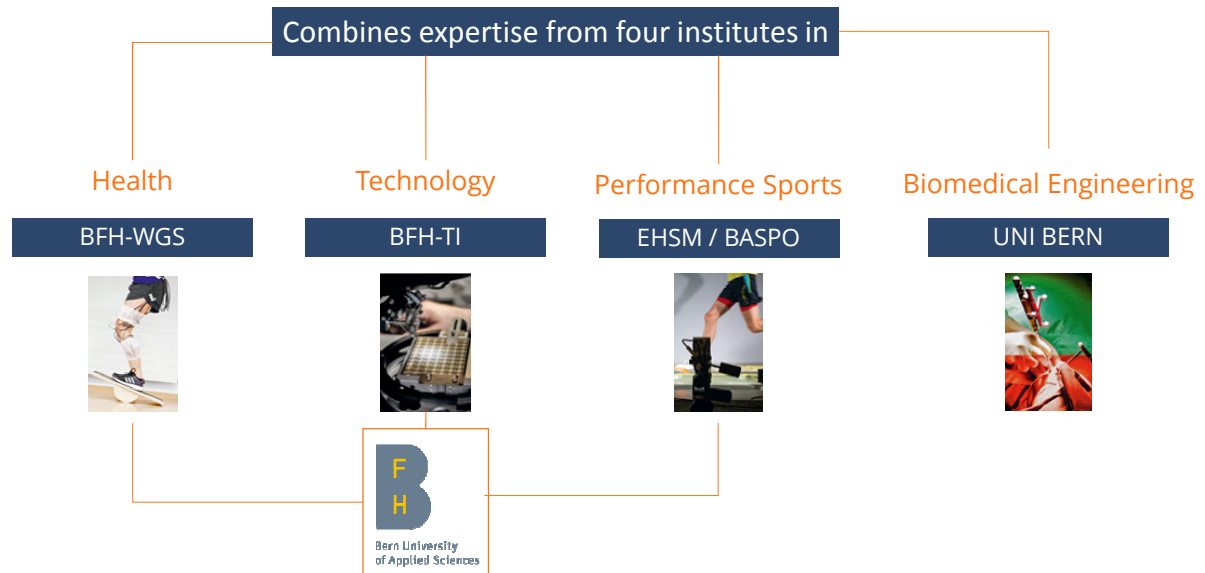 Combines expertise from four institutes in
Health
Technology
Performance Sports
Biomedical Engineering
BFH-WGS
BFH-TI
EHSM / BASPO
UNI BERN
B
F
H
Bern University
of Applied Sciences